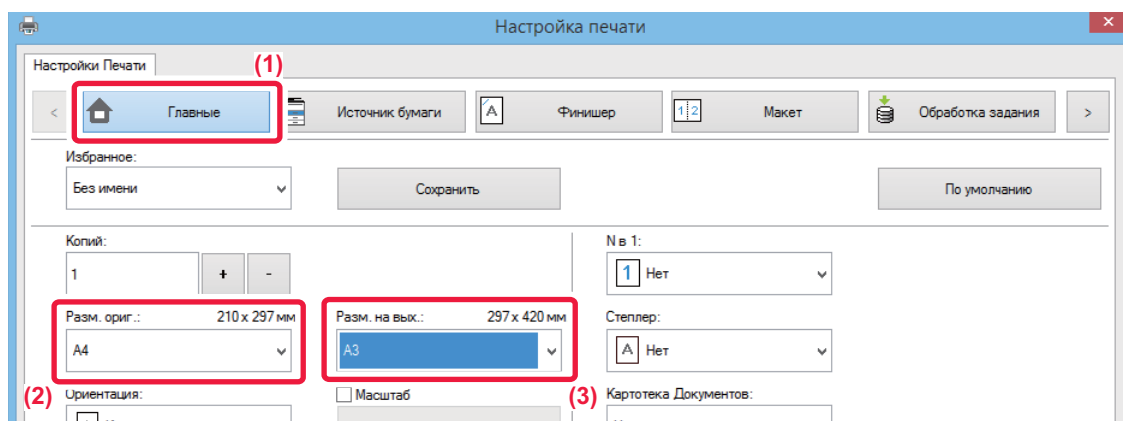 Настройка печати
Настройки Печати
(1)
< Главные Источник бумаги Финишер Макет Обработка задания >
Избранное:
Без имени Сохранить По умолчанию
Копий: N в 1:
1 + - 1 Нет
Разм. ориг.: 210 x 297 мм Разм. на вых.: 297 x 420 мм Степлер:
A4 A3 Нет
(2) Ориентация: Масштаб (3) Картотека Документов: